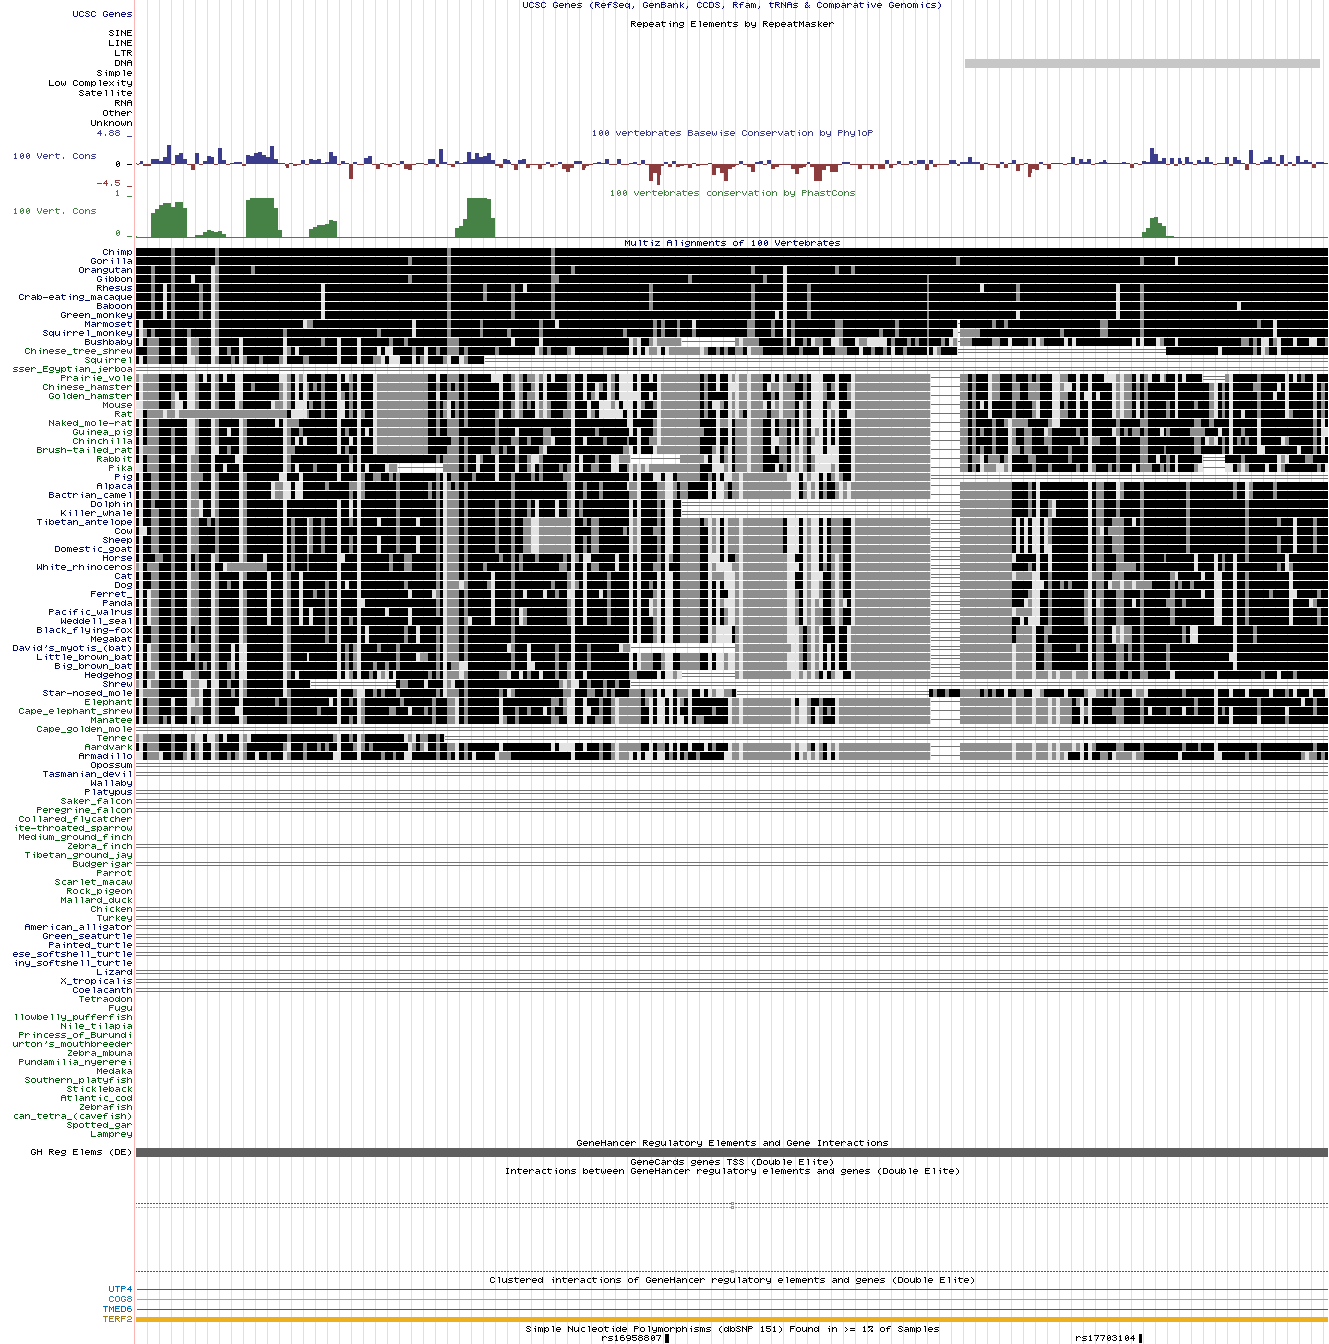 UCSC Genes (RefSeq, GenBank, CCDS, Rfam, tRNAs & Comparative Genomics)
UCSC Genes
Repeating Elements by RepeatMasker
SINE
LINE
LTR
DNA
Simple
Low Complexity
Satellite
RNA
Other
Unknown
4.88 _
100 vertebrates Basewise Conservation by PhyloP
100 Vert. Cons
0 -
-4.5 _
100 vertebrates conservation by PhastCons
1 _
100 Vert. Cons
0 _
Multiz Alignments of 100 Vertebrates
Chimp
Gorilla
Orangutan
Gibbon
Rhesus
Crab-eating_macaque
Baboon
Green_monkey
Marmoset
Squirrel_monkey
Bushbaby
Chinese_tree_shrew
Squirrel
sser_Egyptian_jerboa
Prairie_vole
Chinese_hamster
Golden_hamster
Mouse
Rat
Naked_mole-rat
Guinea_pig
Chinchilla
Brush-tailed_rat
Rabbit
Pika
Pig
Alpaca
Bactrian_camel
Dolphin
Killer_whale
Tibetan_antelope
Cow
Sheep
Domestic_goat
Horse
White_rhinoceros
Cat
Dog
Ferret_
Panda
Pacific_walrus
Weddell_seal
Black_flying-fox
Megabat
David's_myotis_(bat)
Little_brown_bat
Big_brown_bat
Hedgehog
Shrew
Star-nosed_mole
Elephant
Cape_elephant_shrew
Manatee
Cape_golden_mole
Tenrec
Aardvark
Armadillo
Opossum
Tasmanian_devil
Wallaby
Platypus
Saker_falcon
Peregrine_falcon
Collared_flycatcher
ite-throated_sparrow
Medium_ground_finch
Zebra_finch
Tibetan_ground_jay
Budgerigar
Parrot
Scarlet_macaw
Rock_pigeon
Mallard_duck
Chicken
Turkey
American_alligator
Green_seaturtle
Painted_turtle
ese_softshell_turtle
iny_softshell_turtle
Lizard
X_tropicalis
Coelacanth
Tetraodon
Fugu
llowbelly_pufferfish
Nile_tilapia
Princess_of_Burundi
urton's_mouthbreeder
Zebra_mbuna
Pundamilia_nyererei
Medaka
Southern_platyfish
Stickleback
Atlantic_cod
Zebrafish
can_tetra_(cavefish)
Spotted_gar
Lamprey
GeneHancer Regulatory Elements and Gene Interactions
GH Reg Elems (DE)
GeneCards genes TSS (Double Elite)
Interactions between GeneHancer regulatory elements and genes (Double Elite)
Clustered interactions of GeneHancer regulatory elements and genes (Double Elite)
UTP4
COG8
TMED6
TERF2
Simple Nucleotide Polymorphisms (dbSNP 151) Found in >= 1% of Samples
rs16958807 rs17703104